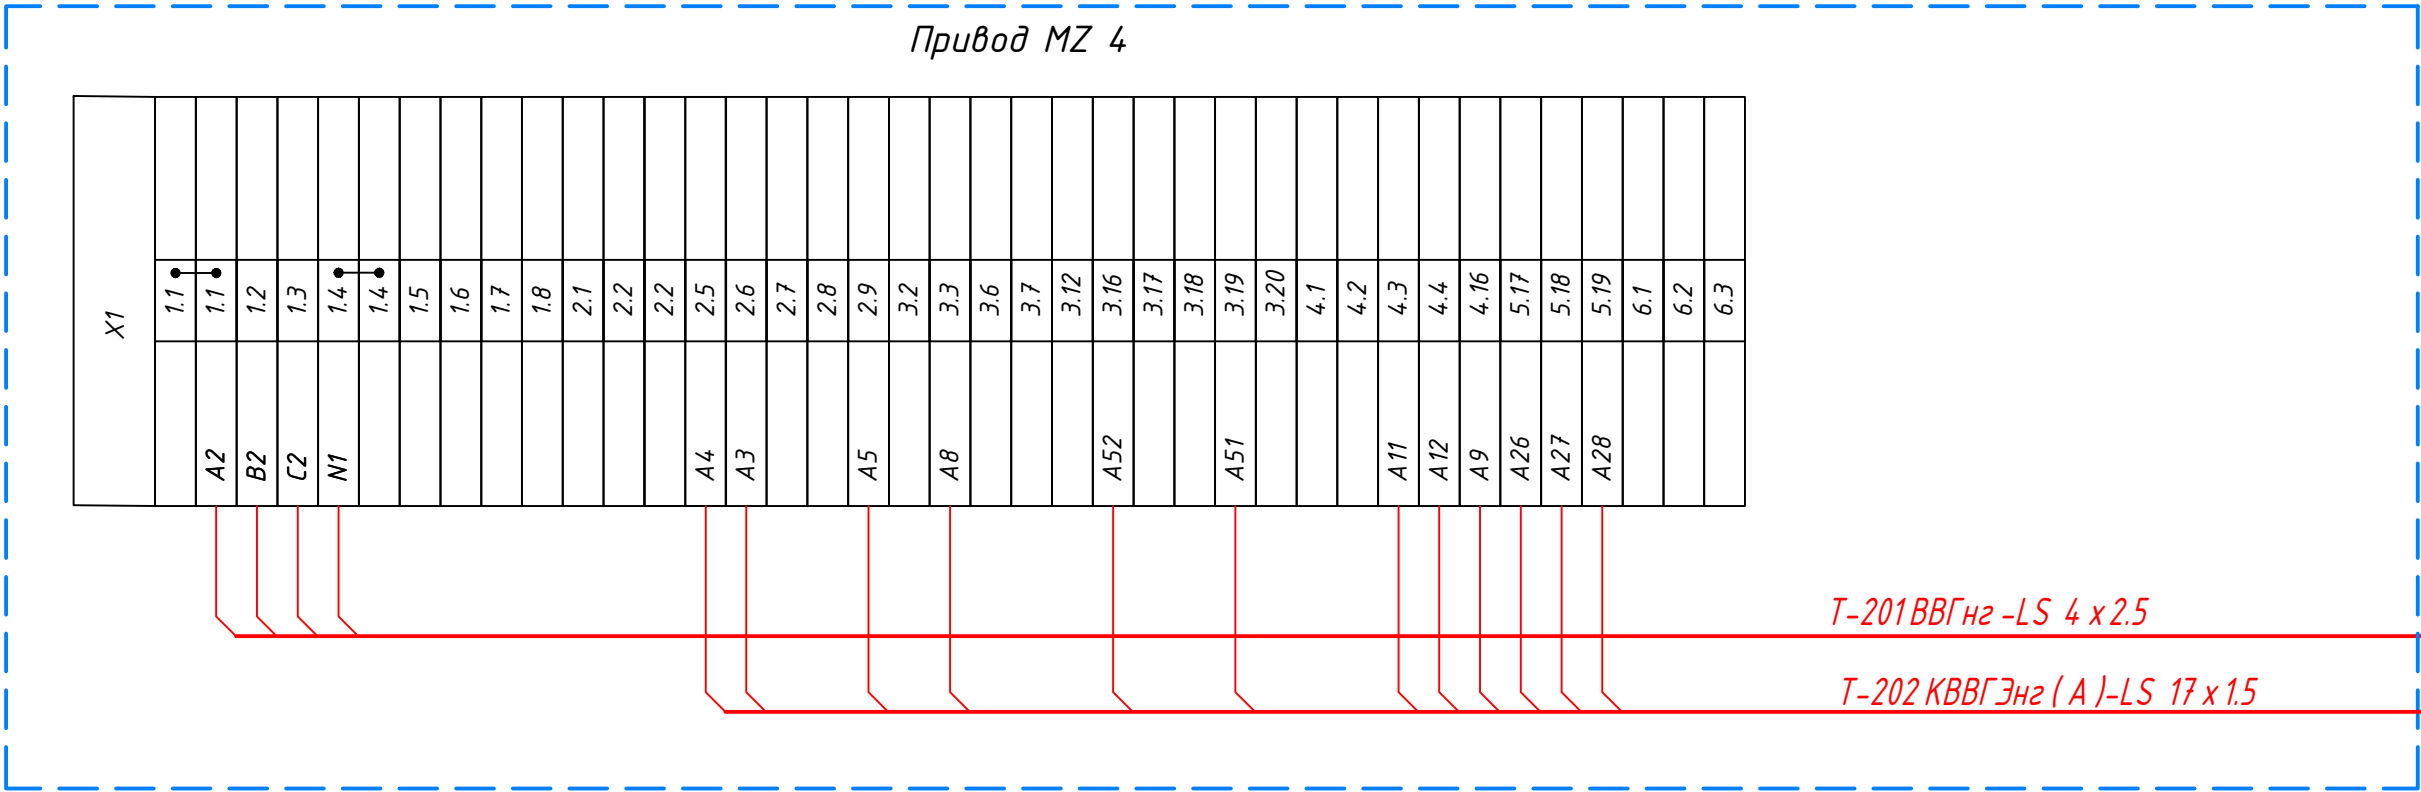 Привод MZ 4
X1
1.1 1.1 1.2 1.3 1.4 1.4 1.5 1.6 1.7 1.8 2.1 2.2 2.2 2.5 2.6 2.7 2.8 2.9 3.2 3.3 3.6 3.7 3.12 3.16 3.17 3.18 3.19 3.20 4.1 4.2 4.3 4.4 4.16 5.17 5.18 5.19 6.1 6.2 6.3
A2 B2 C2 N1 A4 A3 A5 A8 A52 A51 A11 A12 A9 A26 A27 A28
Т-201 ВВГнг -LS 4 x 2.5
Т-202 КВВГЭнг ( А )-LS 17 x 1.5